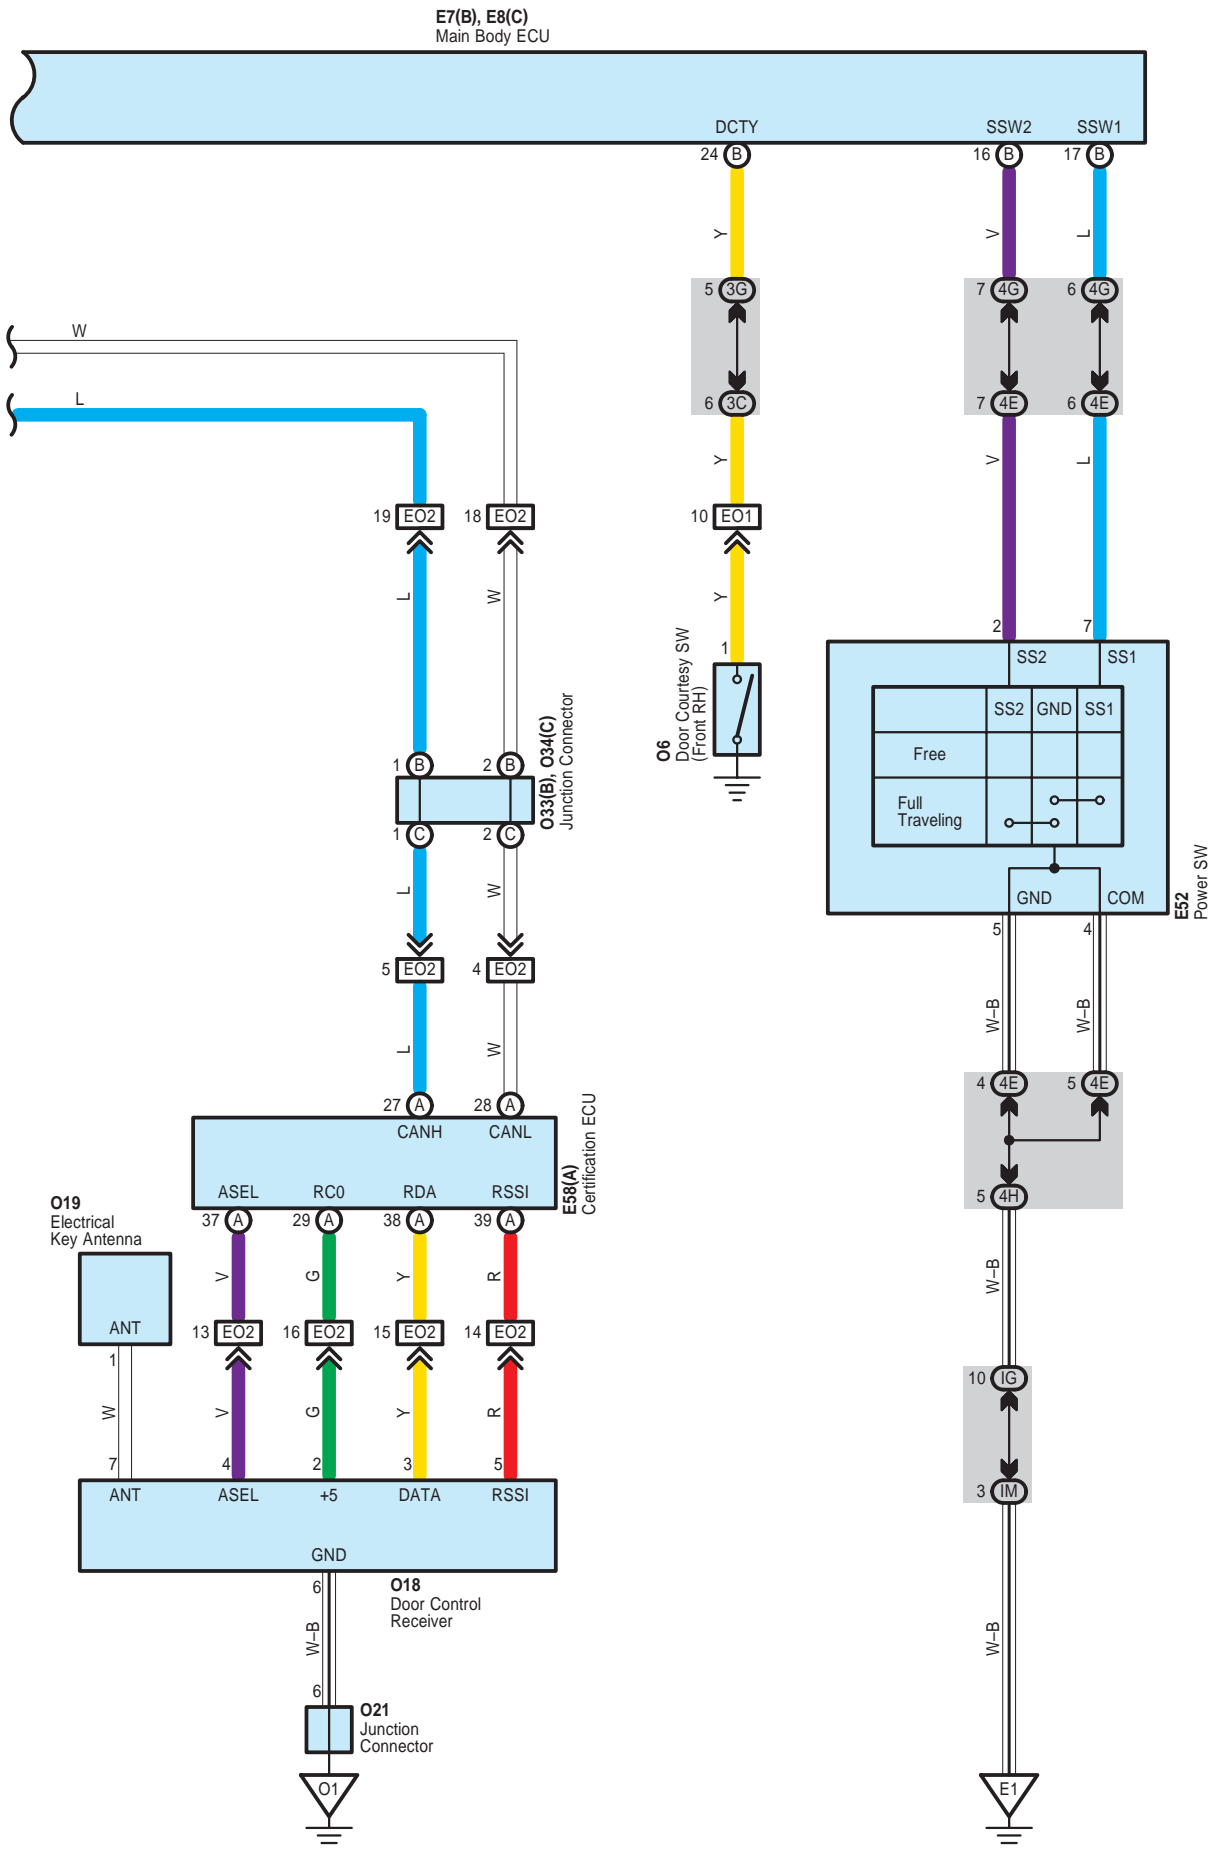 E7(B), E8(C)
Main Body ECU
DCTY
SSW2
SSW1
24 B
16 B
17 B
Y
V
L
5 3G
7 4G
6 4G
W
L
6 3C
7 4E
6 4E
Y
V
L
19 EO2
18 EO2
10 EO1
L
W
Y
1
2
7
O6
Door Courtesy SW
(Front RH)
SS2
SS1
SS2
GND
SS1
Free
Full
Traveling
GND
COM
E52
Power SW
1 B
2 B
O33(B), O34(C)
Junction Connector
1 C
2 C
L
W
5
4
5 EO2
4 EO2
W–B
W–B
L
W
4 4E
5 4E
27 A
28 A
CANH
CANL
E58(A)
Certification ECU
ASEL
RC0
RDA
RSSI
5 4H
O19
Electrical
Key Antenna
37 A
29 A
38 A
39 A
V
G
Y
R
W–B
ANT
13 EO2
16 EO2
15 EO2
14 EO2
1
10 IG
W
V
G
Y
R
7
4
2
3
5
ANT
ASEL
+5
DATA
RSSI
3 IM
GND
6
O18
Door Control
Receiver
W–B
W–B
6
O21
Junction
Connector
O1
E1